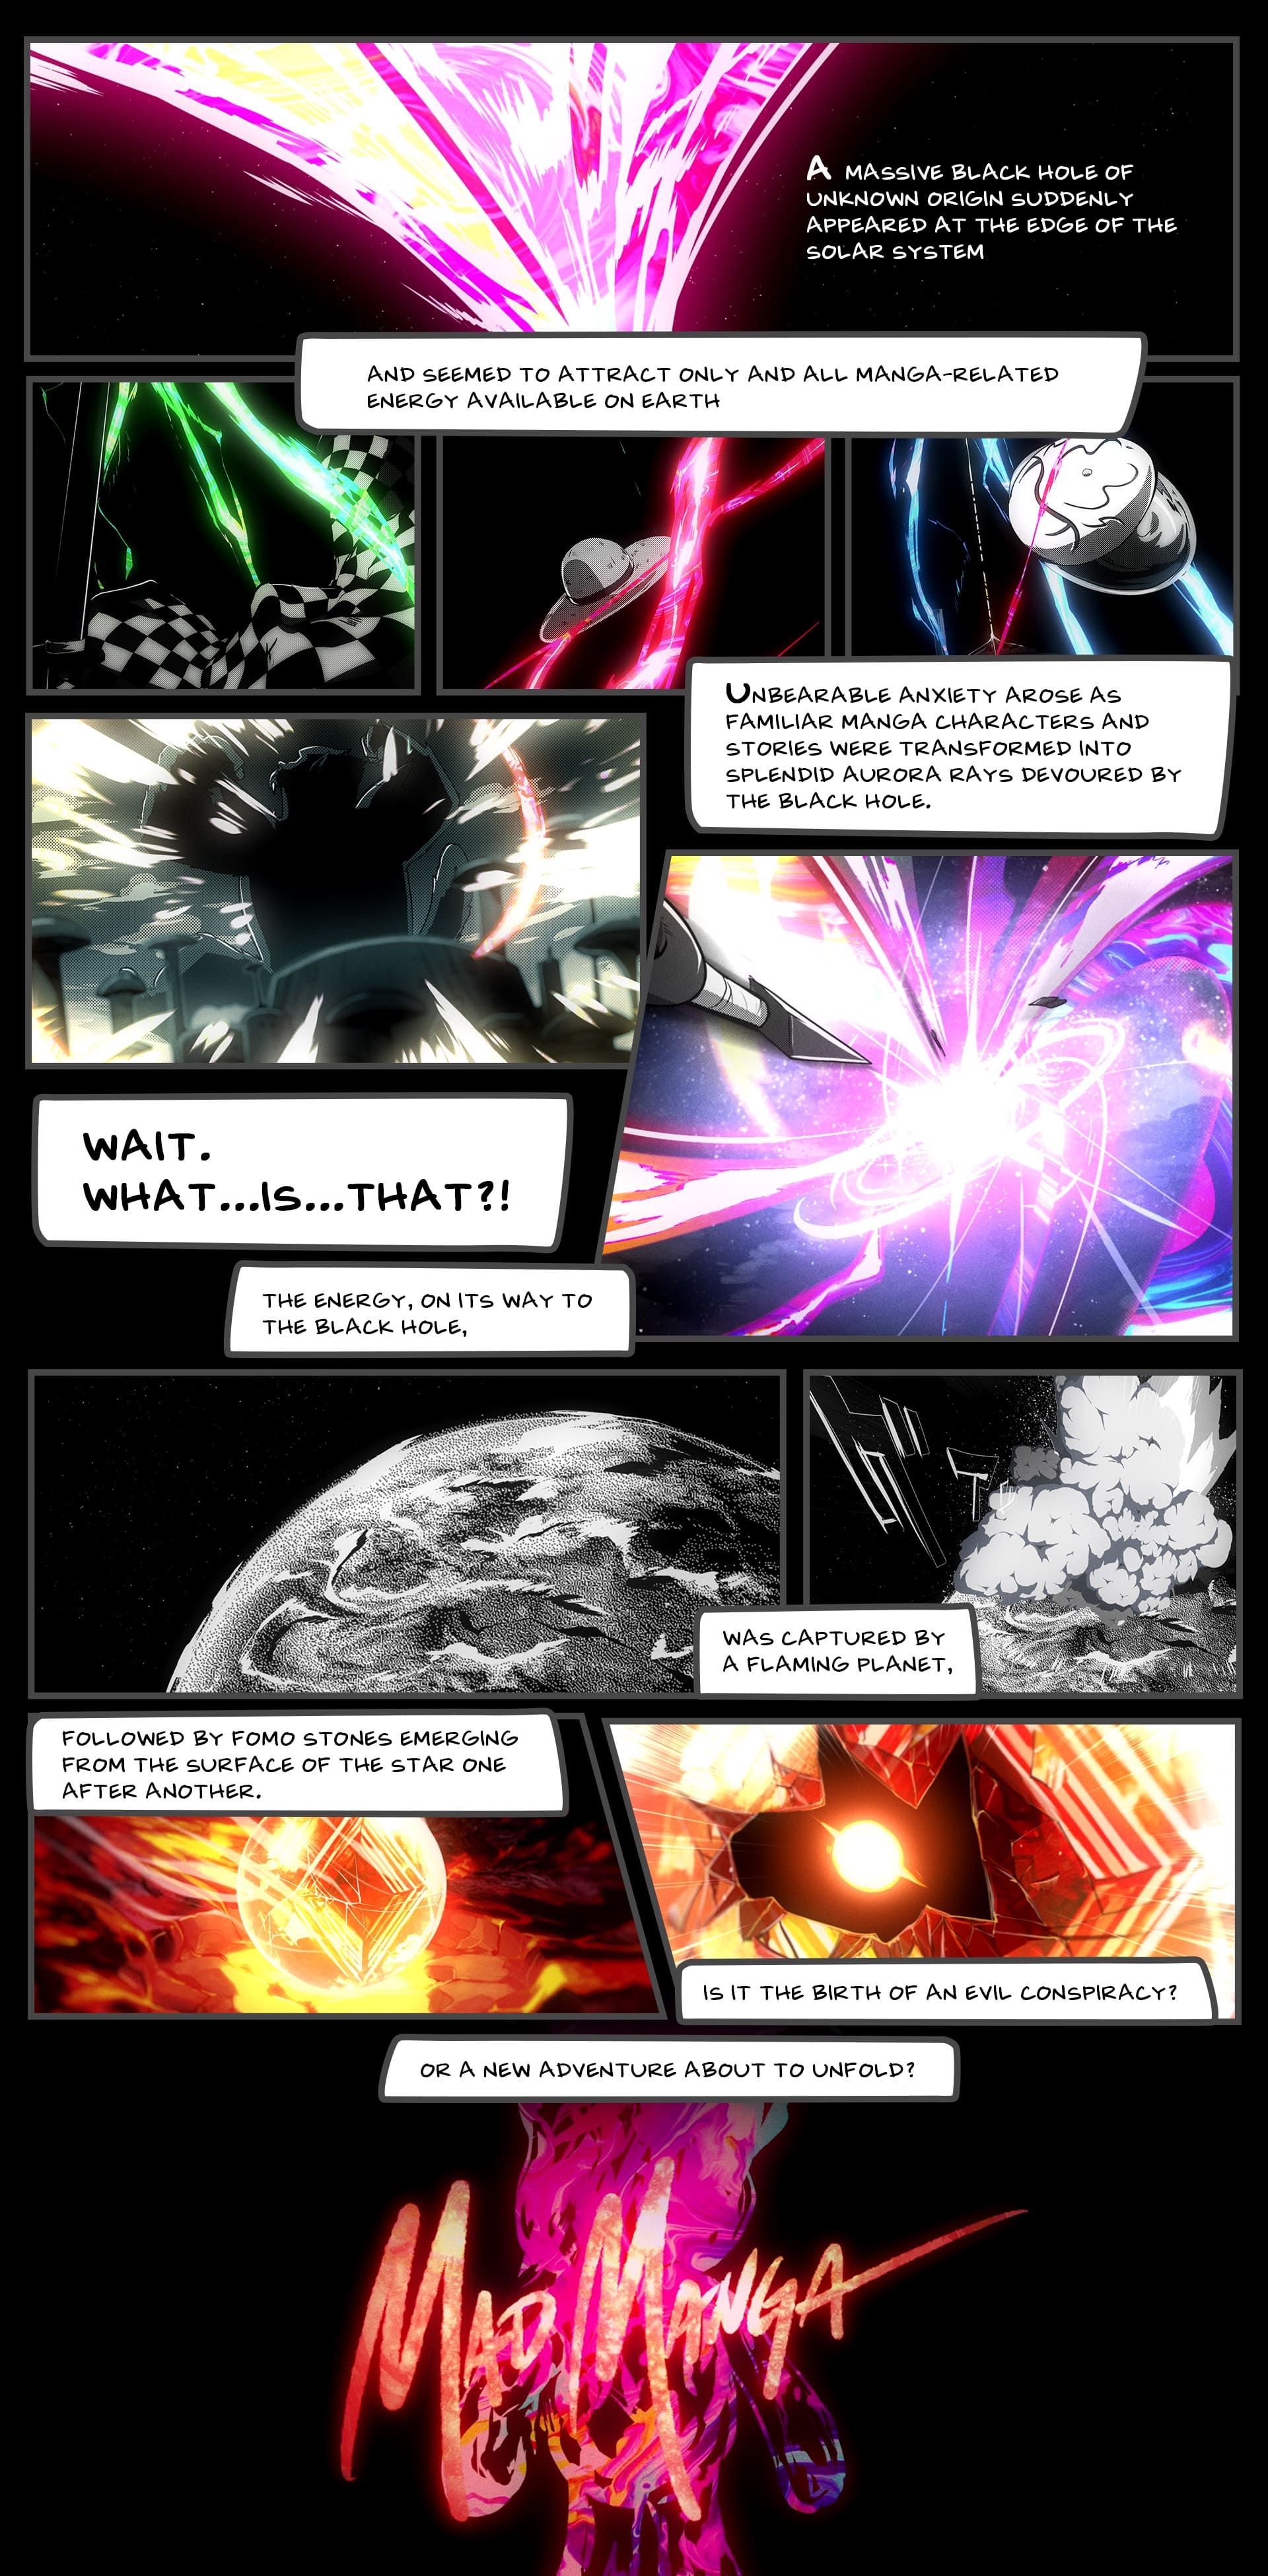 A MASSIVE BLACK HOLE OF
UNKNOWN ORIGIN SUDDENLY
APPEARED AT THE EDGE OF THE
SOLAR SYSTEM
AND SEEMED TO ATTRACT ONLY AND ALL MANGA-RELATED
ENERGY AVAILABLE ON EARTH
UNBEARABLE ANXIETY AROSE AS
FAMILIAR MANGA CHARACTERS AND
STORIES WERE TRANSFORMED INTO
SPLENDID AURORA RAYS DEVOURED BY
THE BLACK HOLE.
WAIT.
WHAT...IS...THAT?!
THE ENERGY, ON ITS WAY TO
THE BLACK HOLE,
WAS CAPTURED BY
A FLAMING PLANET,
FOLLOWED BY FOMO STONES EMERGING
FROM THE SURFACE OF THE STAR ONE
AFTER ANOTHER.
IS IT THE BIRTH OF AN EVIL CONSPIRACY?
OR A NEW ADVENTURE ABOUT TO UNFOLD?
MAD MANGA